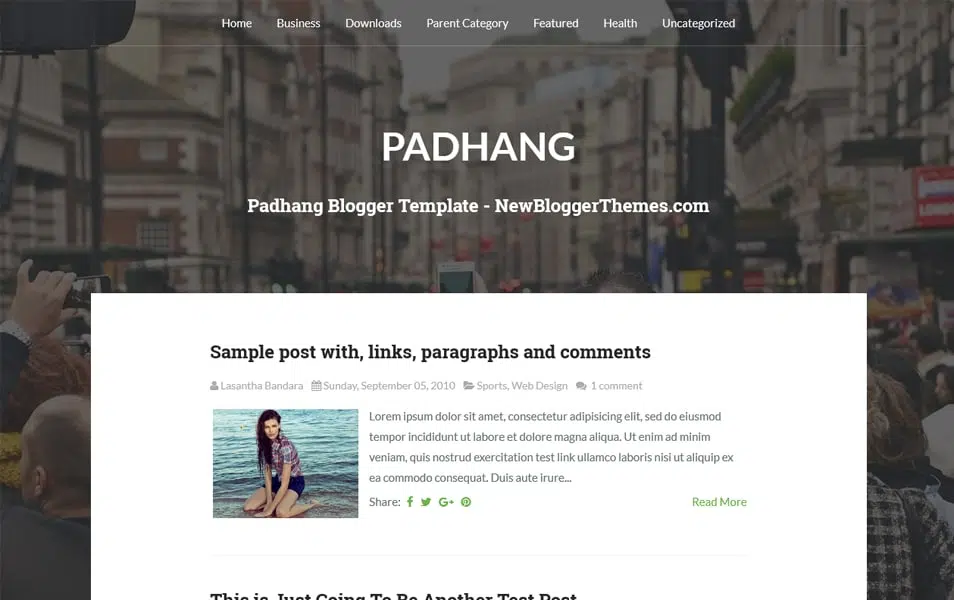 Home Business Downloads Parent Category Featured Health Uncategorized
PADHANG
Padhang Blogger Template - NewBloggerThemes.com
Sample post with, links, paragraphs and comments
Lasantha Bandara Sunday, September 05, 2010 Sports, Web Design 1 comment
Lorem ipsum dolor sit amet, consectetur adipisicing elit, sed do eiusmod
tempor incididunt ut labore et dolore magna aliqua. Ut enim ad minim
veniam, quis nostrud exercitation test link ullamco laboris nisi ut aliquip ex
ea commodo consequat. Duis aute irure...
Share: Read More
This is Just Going To Be Another Test Post